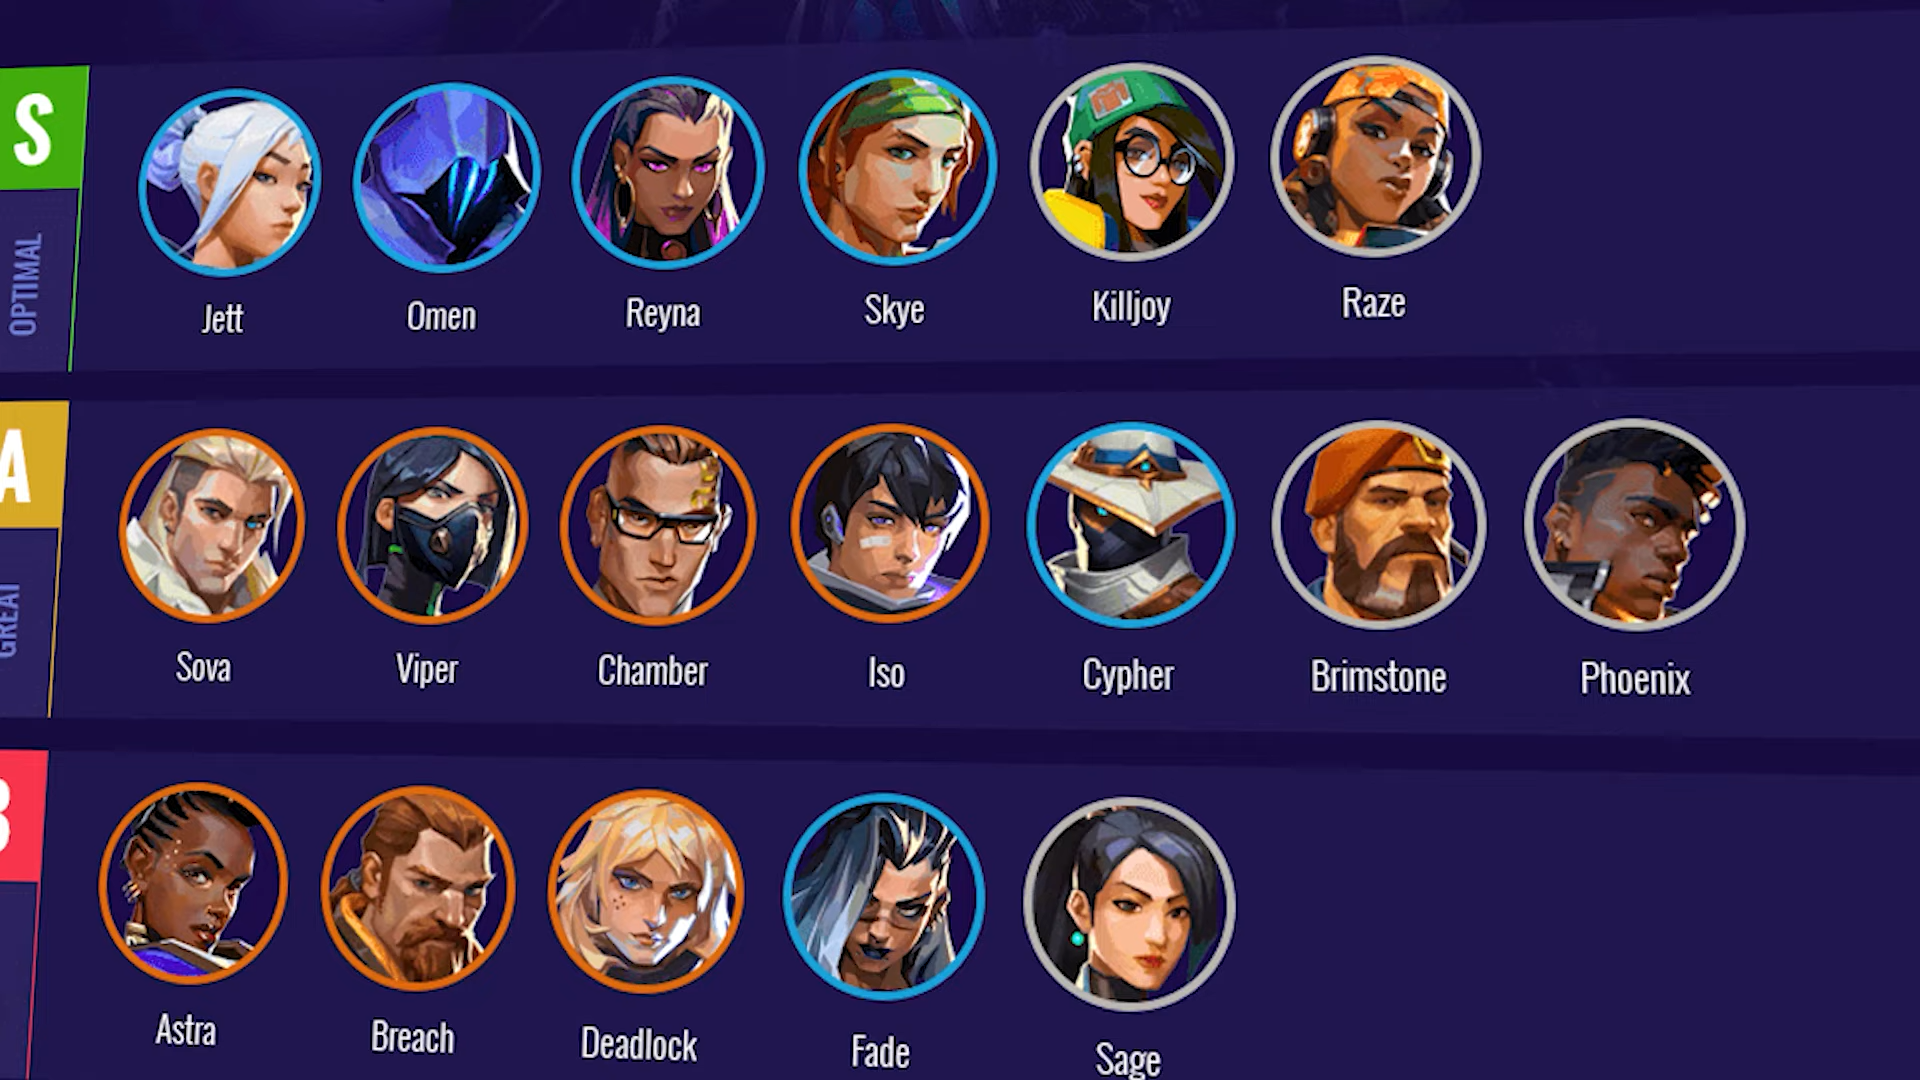 S
OPTIMAL
Jett Omen Reyna Skye Killjoy Raze
A
GREAT
Sova Viper Chamber Iso Cypher Brimstone Phoenix
B
Astra Breach Deadlock Fade Sage